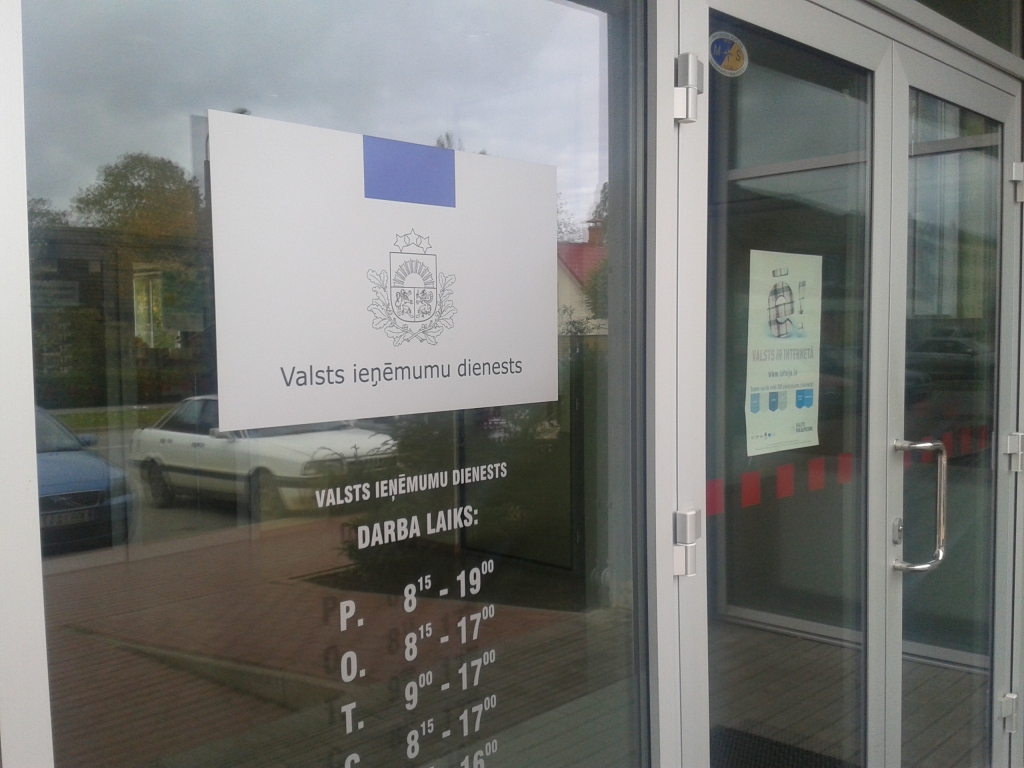 Valsts ieņēmumu dienests
VALSTS IEŅĒMUMU DIENESTS
DARBA LAIKS:
P. 8¹⁵ - 19⁰⁰
O. 8¹⁵ - 17⁰⁰
T. 9⁰⁰ - 17⁰⁰
C. 8¹⁵ - 17⁰⁰
16⁰⁰
VALSTS IR INTERNETĀ